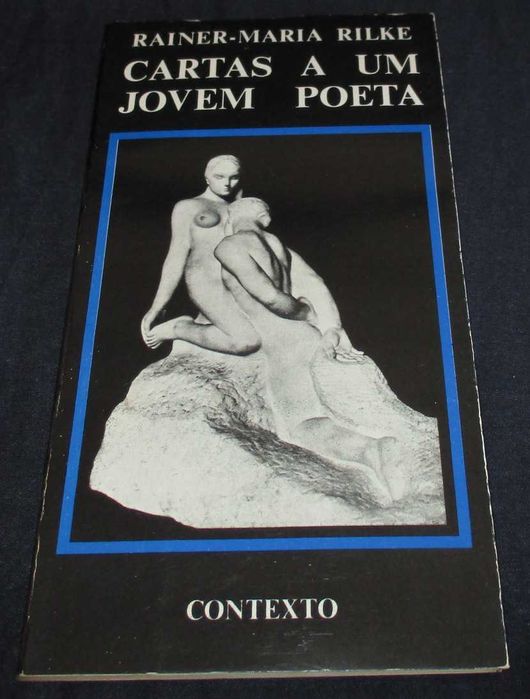 RAINER-MARIA RILKE
CARTAS A UM
JOVEM POETA
CONTEXTO